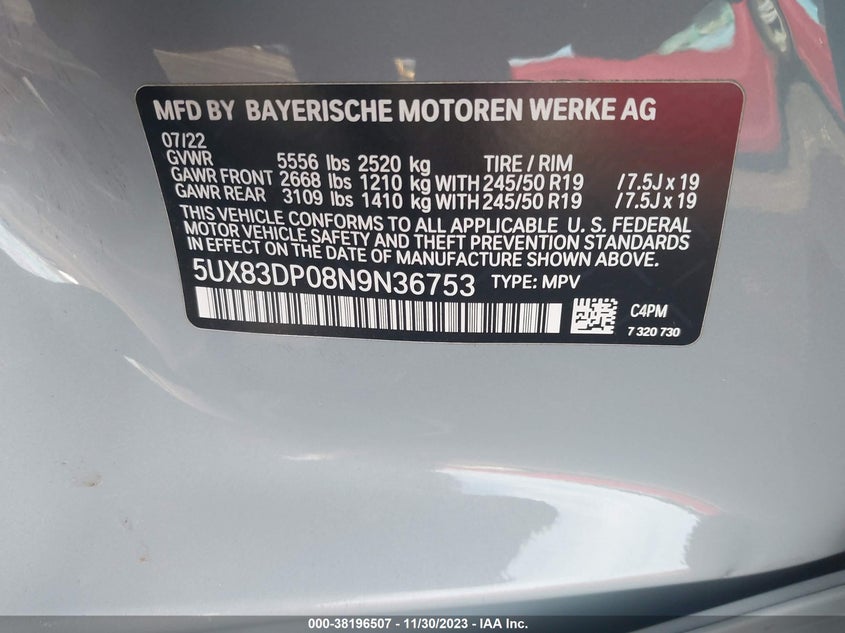 MFD BY BAYERISCHE MOTOREN WERKE AG
07/22
GVWR 5556 lbs 2520 kg TIRE / RIM
GAWR FRONT 2668 lbs 1210 kg WITH 245/50 R19 /7.5J x 19
GAWR REAR 3109 lbs 1410 kg WITH 245/50 R19 /7.5J x 19
THIS VEHICLE CONFORMS TO ALL APPLICABLE U. S. FEDERAL
MOTOR VEHICLE SAFETY AND THEFT PREVENTION STANDARDS
IN EFFECT ON THE DATE OF MANUFACTURE SHOWN ABOVE.
5UX83DP08N9N36753 TYPE: MPV
C4PM
7 320 730
000-38196507 - 11/30/2023 - IAA Inc.